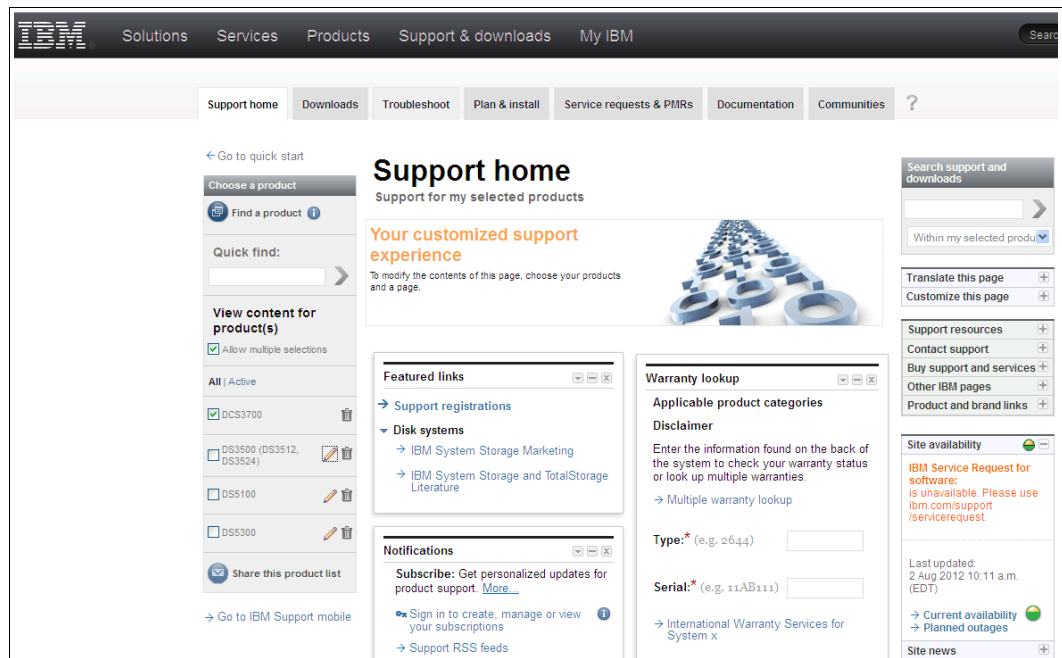 IBM
Solutions
Services
Products
Support & downloads
My IBM
Support home
Downloads
Troubleshoot
Plan & install
Service requests & PMRs
Documentation
Communities
?
Go to quick start
Choose a product
Find a product
Quick find:
View content for
product(s)
Allow multiple selections
All | Active
DCS3700
DS3500 (DS3512,
DS3524)
DS5100
DS5300
Share this product list
Go to IBM Support mobile
Support home
Support for my selected products
Your customized support
experience
To modify the contents of this page, choose your products
and a page.
Featured links
Support registrations
Disk systems
IBM System Storage Marketing
IBM System Storage and TotalStorage
Literature
Notifications
Subscribe: Get personalized updates for
product support. More...
Sign in to create, manage or view
your subscriptions
Support RSS feeds
Warranty lookup
Applicable product categories
Disclaimer
Enter the information found on the back of
the system to check your warranty status
or look up multiple warranties.
Multiple warranty lookup
Type:* (e.g. 2644)
Serial:* (e.g. 11AB111)
International Warranty Services for
System x
Search support and
downloads
Within my selected
Translate this page
Customize this page
Support resources
Contact support
Buy support and services
Other IBM pages
Product and brand links
Site availability
IBM Service Request for
software:
is unavailable. Please use
ibm.com/support
/servicerequest.
Last updated:
2 Aug 2012 10:11 a.m.
(EDT)
Current availability
Planned outages
Site news